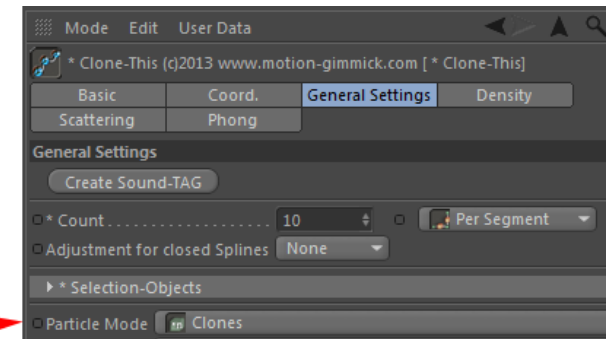 Mode Edit User Data
* Clone-This (c)2013 www.motion-gimmick.com [ * Clone-This]
Basic Coord. General Settings Density
Scattering Phong
General Settings
Create Sound-TAG
* Count . . . . . . . . . . . . . . . . . . . 10 Per Segment
Adjustment for closed Splines None
* Selection-Objects
Particle Mode Clones